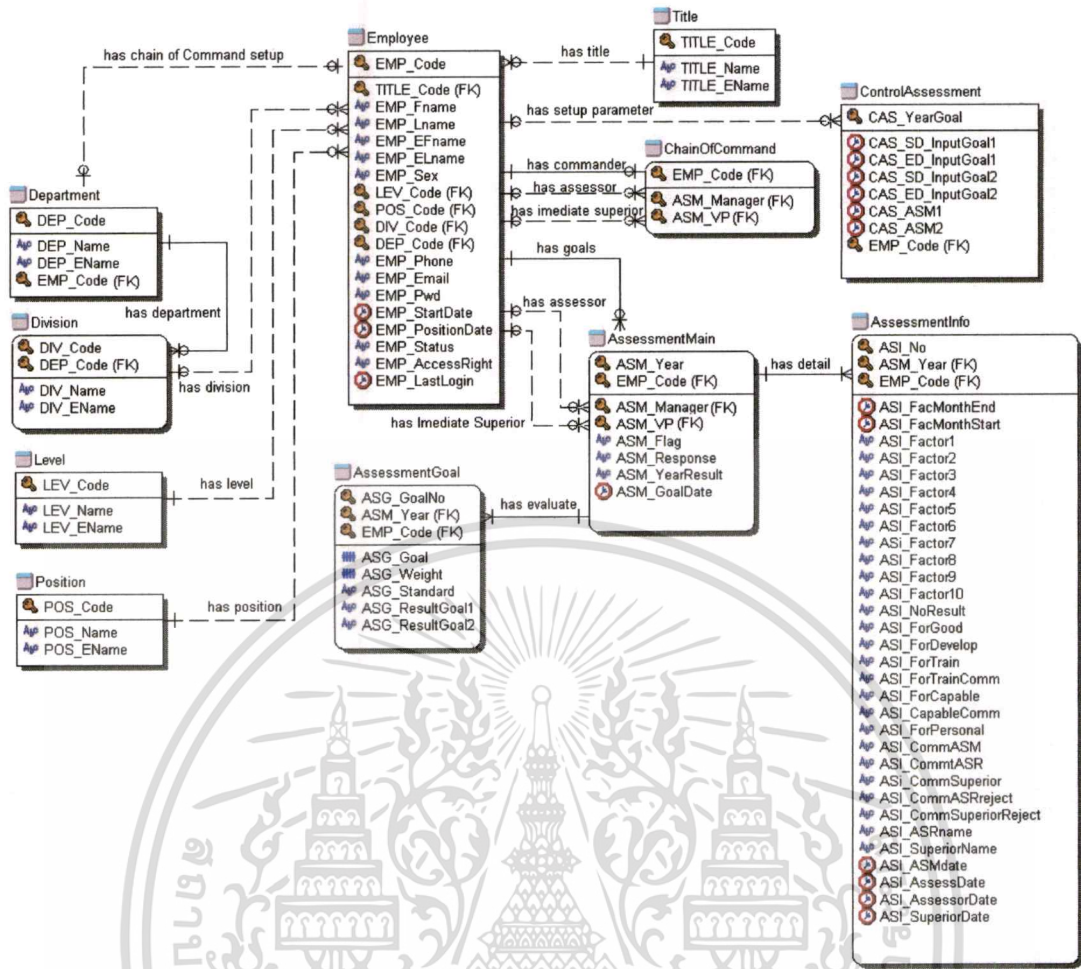 Employee
EMP_Code
TITLE_Code (FK)
EMP_Fname
EMP_Lname
EMP_EFname
EMP_ELname
EMP_Sex
LEV_Code (FK)
POS_Code (FK)
DIV_Code (FK)
DEP_Code (FK)
EMP_Phone
EMP_Email
EMP_Pwd
EMP_StartDate
EMP_PositionDate
EMP_Status
EMP_AccessRight
EMP_LastLogin
has chain of Command setup
Title
TITLE_Code
TITLE_Name
TITLE_EName
has title
has setup parameter
ControlAssessment
CAS_YearGoal
CAS_SD_InputGoal1
CAS_ED_InputGoal1
CAS_SD_InputGoal2
CAS_ED_InputGoal2
CAS_ASM1
CAS_ASM2
EMP_Code (FK)
ChainOfCommand
EMP_Code (FK)
ASM_Manager (FK)
ASM_VP (FK)
has commander
has assessor
has imediate superior
has goals
has assessor
has Imediate Superior
Department
DEP_Code
DEP_Name
DEP_EName
EMP_Code (FK)
has department
Division
DIV_Code
DEP_Code (FK)
DIV_Name
DIV_EName
has division
Level
LEV_Code
LEV_Name
LEV_EName
has level
Position
POS_Code
POS_Name
POS_EName
has position
AssessmentMain
ASM_Year
EMP_Code (FK)
ASM_Manager (FK)
ASM_VP (FK)
ASM_Flag
ASM_Response
ASM_YearResult
ASM_GoalDate
has detail
has evaluate
AssessmentGoal
ASG_GoalNo
ASM_Year (FK)
EMP_Code (FK)
ASG_Goal
ASG_Weight
ASG_Standard
ASG_ResultGoal1
ASG_ResultGoal2
AssessmentInfo
ASI_No
ASM_Year (FK)
EMP_Code (FK)
ASI_FacMonthEnd
ASI_FacMonthStart
ASI_Factor1
ASI_Factor2
ASI_Factor3
ASI_Factor4
ASI_Factor5
ASI_Factor6
ASi_Factor7
ASI_Factor8
ASI_Factor9
ASI_Factor10
ASI_NoResult
ASI_ForGood
ASI_ForDevelop
ASI_ForTrain
ASI_ForTrainComm
ASI_ForCapable
ASI_CapableComm
ASI_ForPersonal
ASI_CommASM
ASI_CommtASR
ASI_CommSuperior
ASI_CommASRreject
ASI_CommSuperiorReject
ASI_ASRname
ASI_SuperiorName
ASI_ASMdate
ASI_AssessDate
ASI_AssessorDate
ASI_SuperiorDate